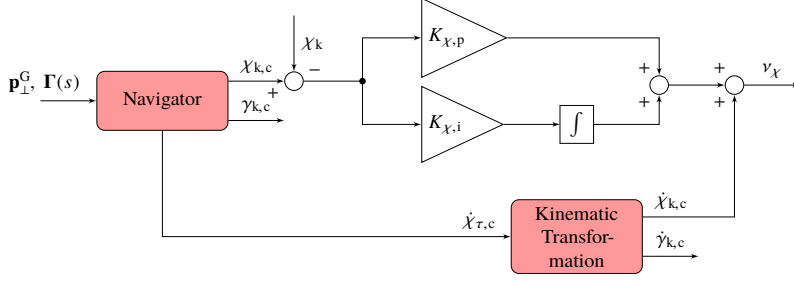 χk
Kχ,p
p⊥G, Γ(s)
Navigator
χk,c
γk,c
+
−
Kχ,i
∫
+
+
+
+
νχ
χ̇τ,c
Kinematic
Transfor-
mation
χ̇k,c
γ̇k,c